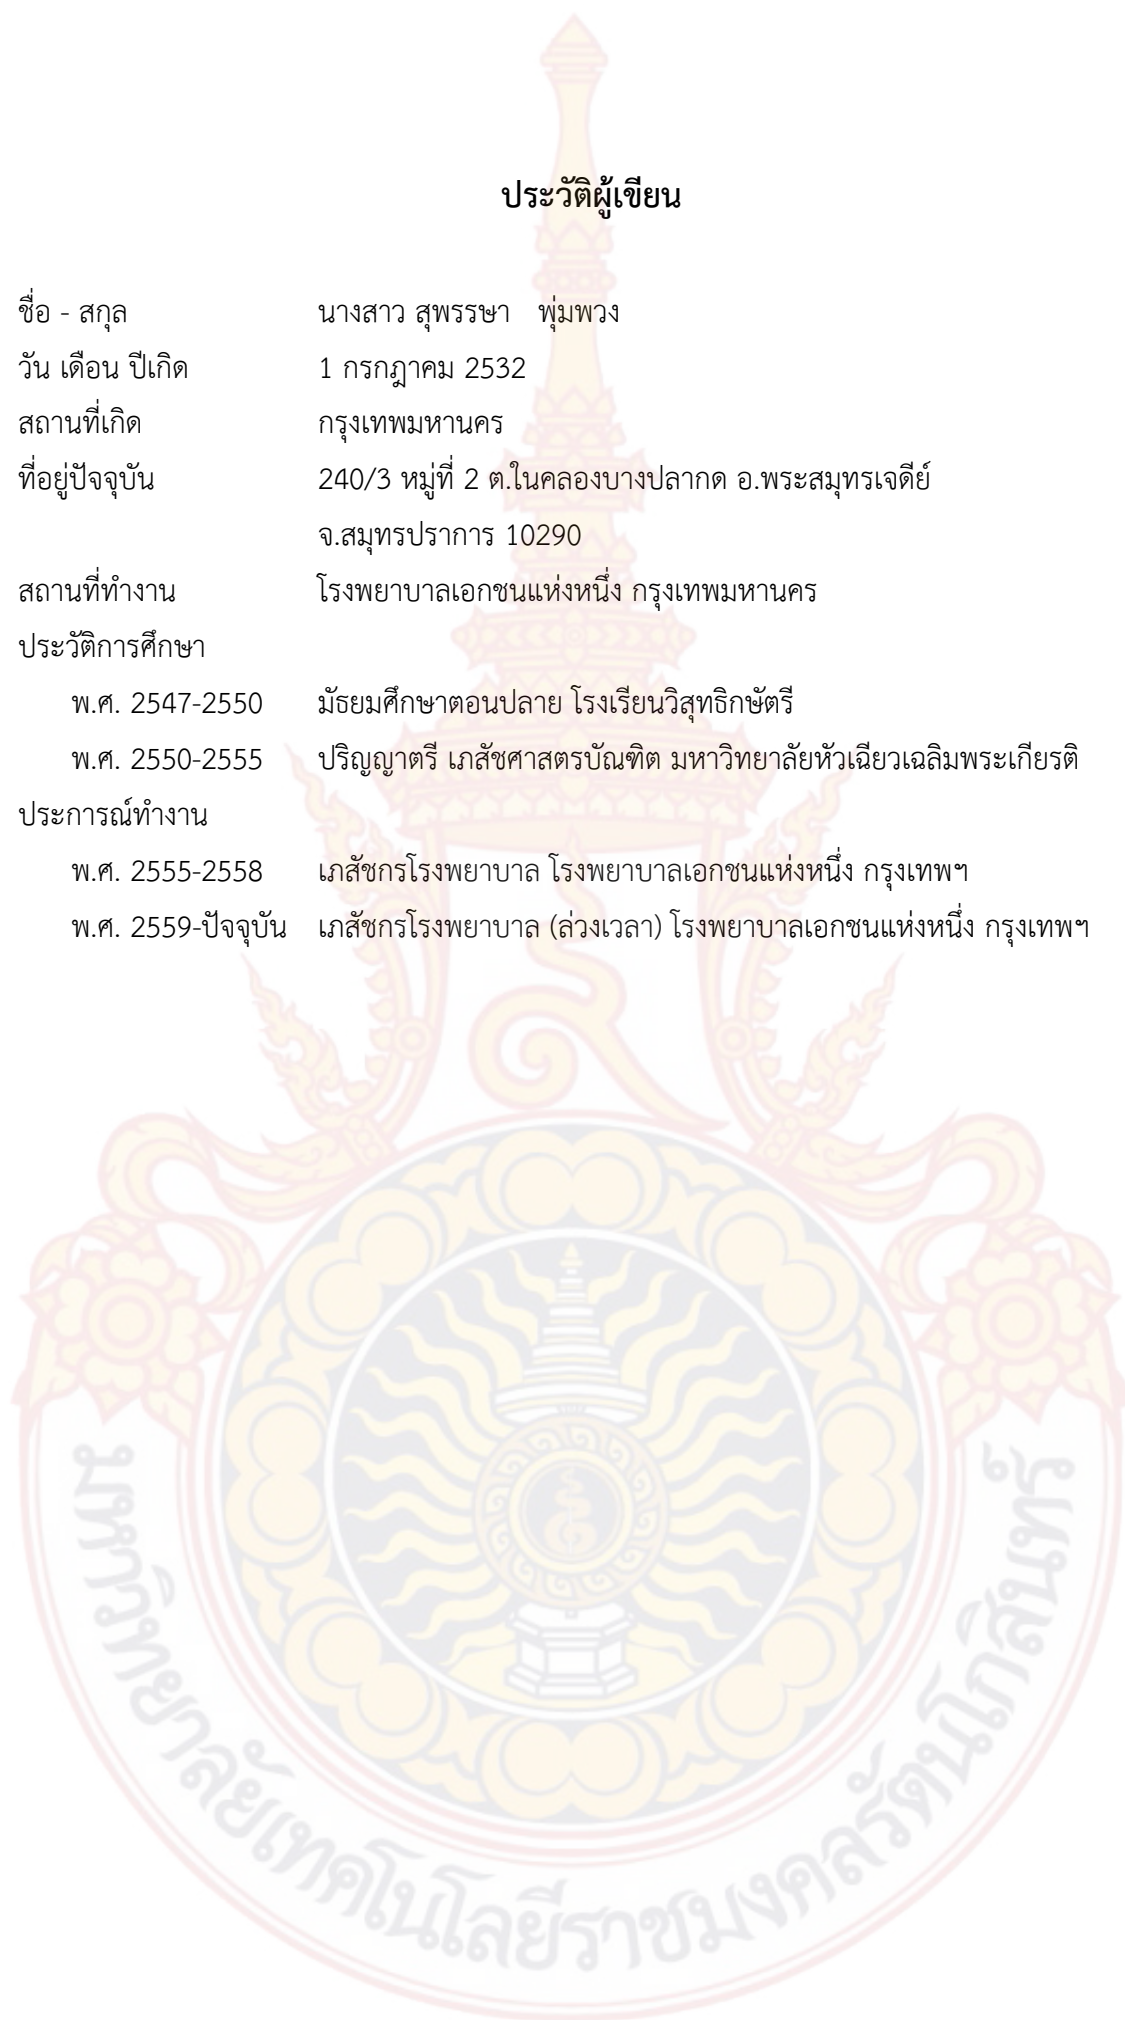 ประวัติผู้เขียน
ชื่อ - สกุล นางสาว สุพรรษา พุ่มพวง
วัน เดือน ปีเกิด 1 กรกฎาคม 2532
สถานที่เกิด กรุงเทพมหานคร
ที่อยู่ปัจจุบัน 240/3 หมู่ที่ 2 ต.ในคลองบางปลากด อ.พระสมุทรเจดีย์
จ.สมุทรปราการ 10290
สถานที่ทำงาน โรงพยาบาลเอกชนแห่งหนึ่ง กรุงเทพมหานคร
ประวัติการศึกษา
พ.ศ. 2547-2550 มัธยมศึกษาตอนปลาย โรงเรียนวิสุทธิกษัตรี
พ.ศ. 2550-2555 ปริญญาตรี เภสัชศาสตรบัณฑิต มหาวิทยาลัยหัวเฉียวเฉลิมพระเกียรติ
ประการณ์ทำงาน
พ.ศ. 2555-2558 เภสัชกรโรงพยาบาล โรงพยาบาลเอกชนแห่งหนึ่ง กรุงเทพฯ
พ.ศ. 2559-ปัจจุบัน เภสัชกรโรงพยาบาล (ล่วงเวลา) โรงพยาบาลเอกชนแห่งหนึ่ง กรุงเทพฯ
มหาวิทยาลัยเทคโนโลยีราชมงคลรัตนโกสินทร์